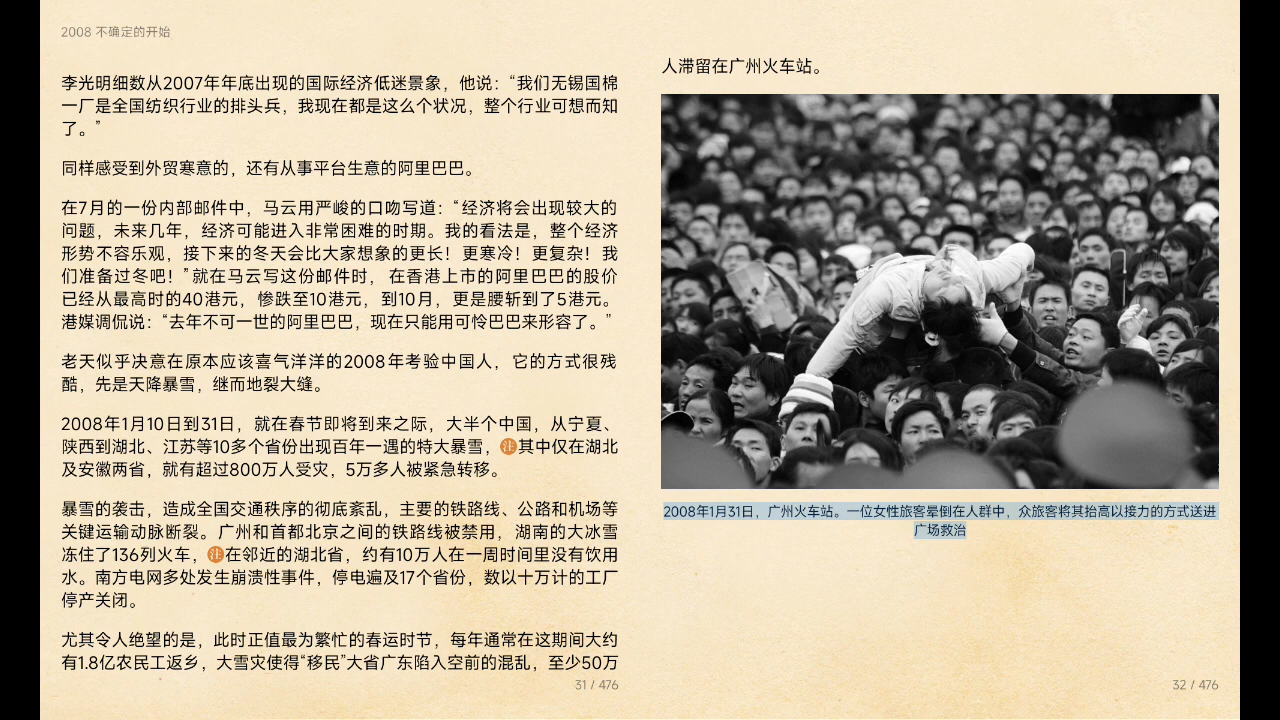 2008 不确定的开始
李光明细数从2007年年底出现的国际经济低迷景象，他说：“我们无锡国棉
一厂是全国纺织行业的排头兵，我现在都是这么个状况，整个行业可想而知
了。”
同样感受到外贸寒意的，还有从事平台生意的阿里巴巴。
在7月的一份内部邮件中，马云用严峻的口吻写道：“经济将会出现较大的
问题，未来几年，经济可能进入非常困难的时期。我的看法是，整个经济
形势不容乐观，接下来的冬天会比大家想象的更长！更寒冷！更复杂！我
们准备过冬吧！”就在马云写这份邮件时，在香港上市的阿里巴巴的股价
已经从最高时的40港元，惨跌至10港元，到10月，更是腰斩到了5港元。
港媒调侃说：“去年不可一世的阿里巴巴，现在只能用可怜巴巴来形容了。”
老天似乎决意在原本应该喜气洋洋的2008年考验中国人，它的方式很残
酷，先是天降暴雪，继而地裂大缝。
2008年1月10日到31日，就在春节即将到来之际，大半个中国，从宁夏、
陕西到湖北、江苏等10多个省份出现百年一遇的特大暴雪，注其中仅在湖北
及安徽两省，就有超过800万人受灾，5万多人被紧急转移。
暴雪的袭击，造成全国交通秩序的彻底紊乱，主要的铁路线、公路和机场等
关键运输动脉断裂。广州和首都北京之间的铁路线被禁用，湖南的大冰雪
冻住了136列火车，注在邻近的湖北省，约有10万人在一周时间里没有饮用
水。南方电网多处发生崩溃性事件，停电遍及17个省份，数以十万计的工厂
停产关闭。
尤其令人绝望的是，此时正值最为繁忙的春运时节，每年通常在这期间大约
有1.8亿农民工返乡，大雪灾使得“移民”大省广东陷入空前的混乱，至少50万
31 / 476
人滞留在广州火车站。
2008年1月31日，广州火车站。一位女性旅客晕倒在人群中，众旅客将其抬高以接力的方式送进
广场救治
32 / 476